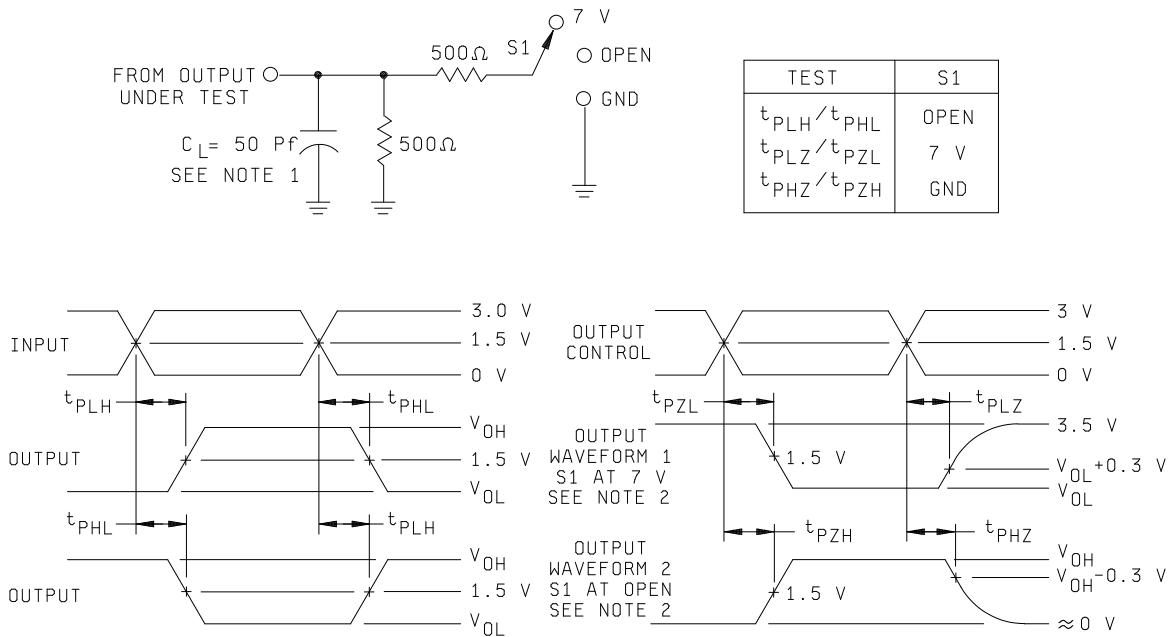 7 V
500Ω S1
OPEN
FROM OUTPUT
UNDER TEST
GND
CL= 50 Pf
SEE NOTE 1
500Ω
TEST S1
tPLH/tPHL OPEN
tPLZ/tPZL 7 V
tPHZ/tPZH GND
INPUT
3.0 V
1.5 V
0 V
tPLH
tPHL
OUTPUT
VOH
1.5 V
VOL
tPHL
tPLH
OUTPUT
VOH
1.5 V
VOL
OUTPUT
CONTROL
3 V
1.5 V
0 V
tPZL
tPLZ
OUTPUT
WAVEFORM 1
S1 AT 7 V
SEE NOTE 2
1.5 V
3.5 V
VOL+0.3 V
VOL
tPZH
tPHZ
OUTPUT
WAVEFORM 2
S1 AT OPEN
SEE NOTE 2
1.5 V
VOH
VOH-0.3 V
≈0 V